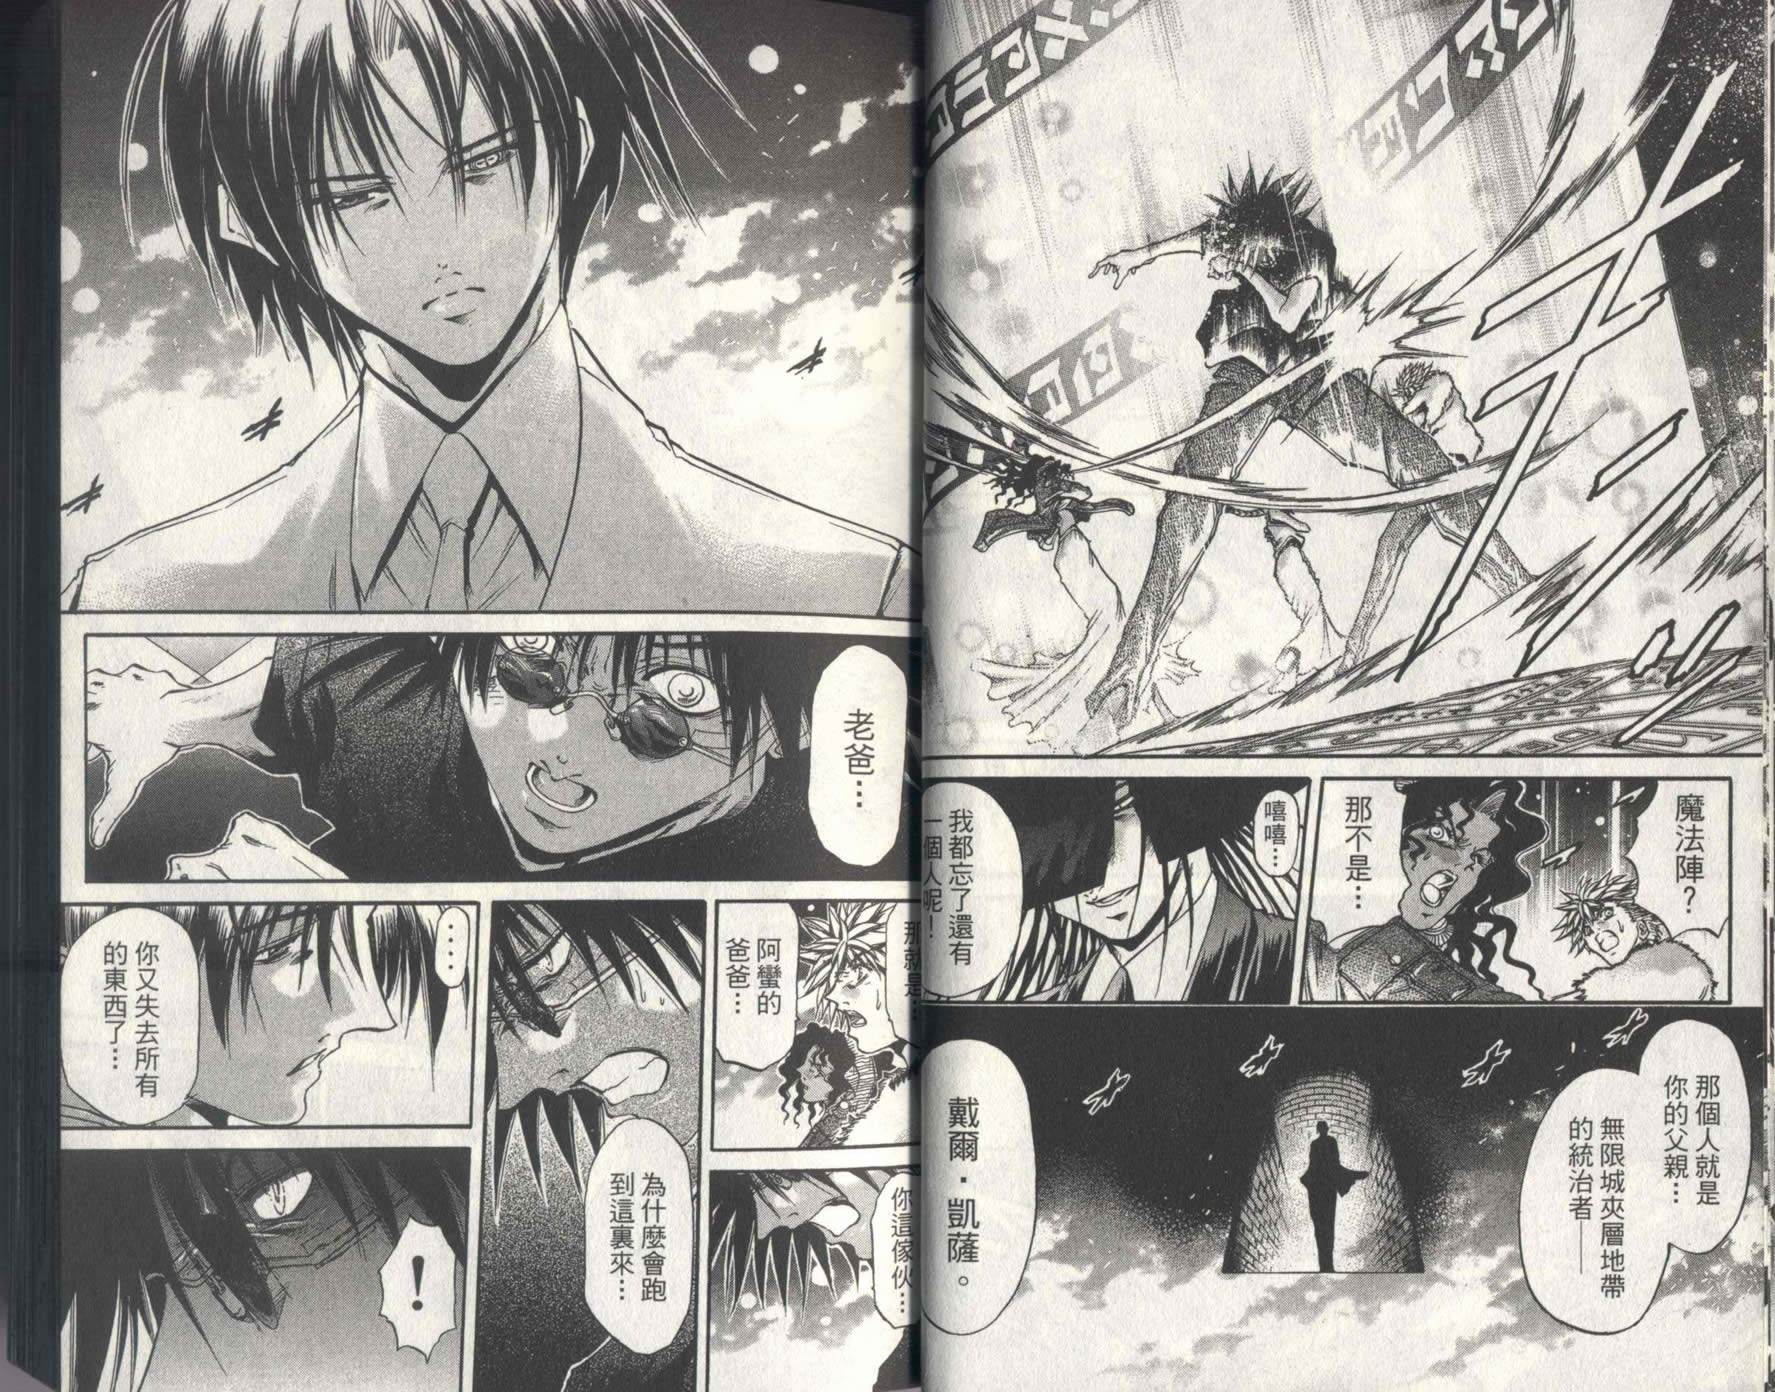 魔法陣?
那不是…
嘻嘻…
我都忘了還有
一個人呢!
那個人就是
你的父親…
無限城夾層地帶
的統治者——
戴爾·凱薩。
老爸…
那就是…
阿蠻的
爸爸…
你這傢伙…
為什麼會跑
到這裏來…
‥‥
你又失去所有
的東西了…
!